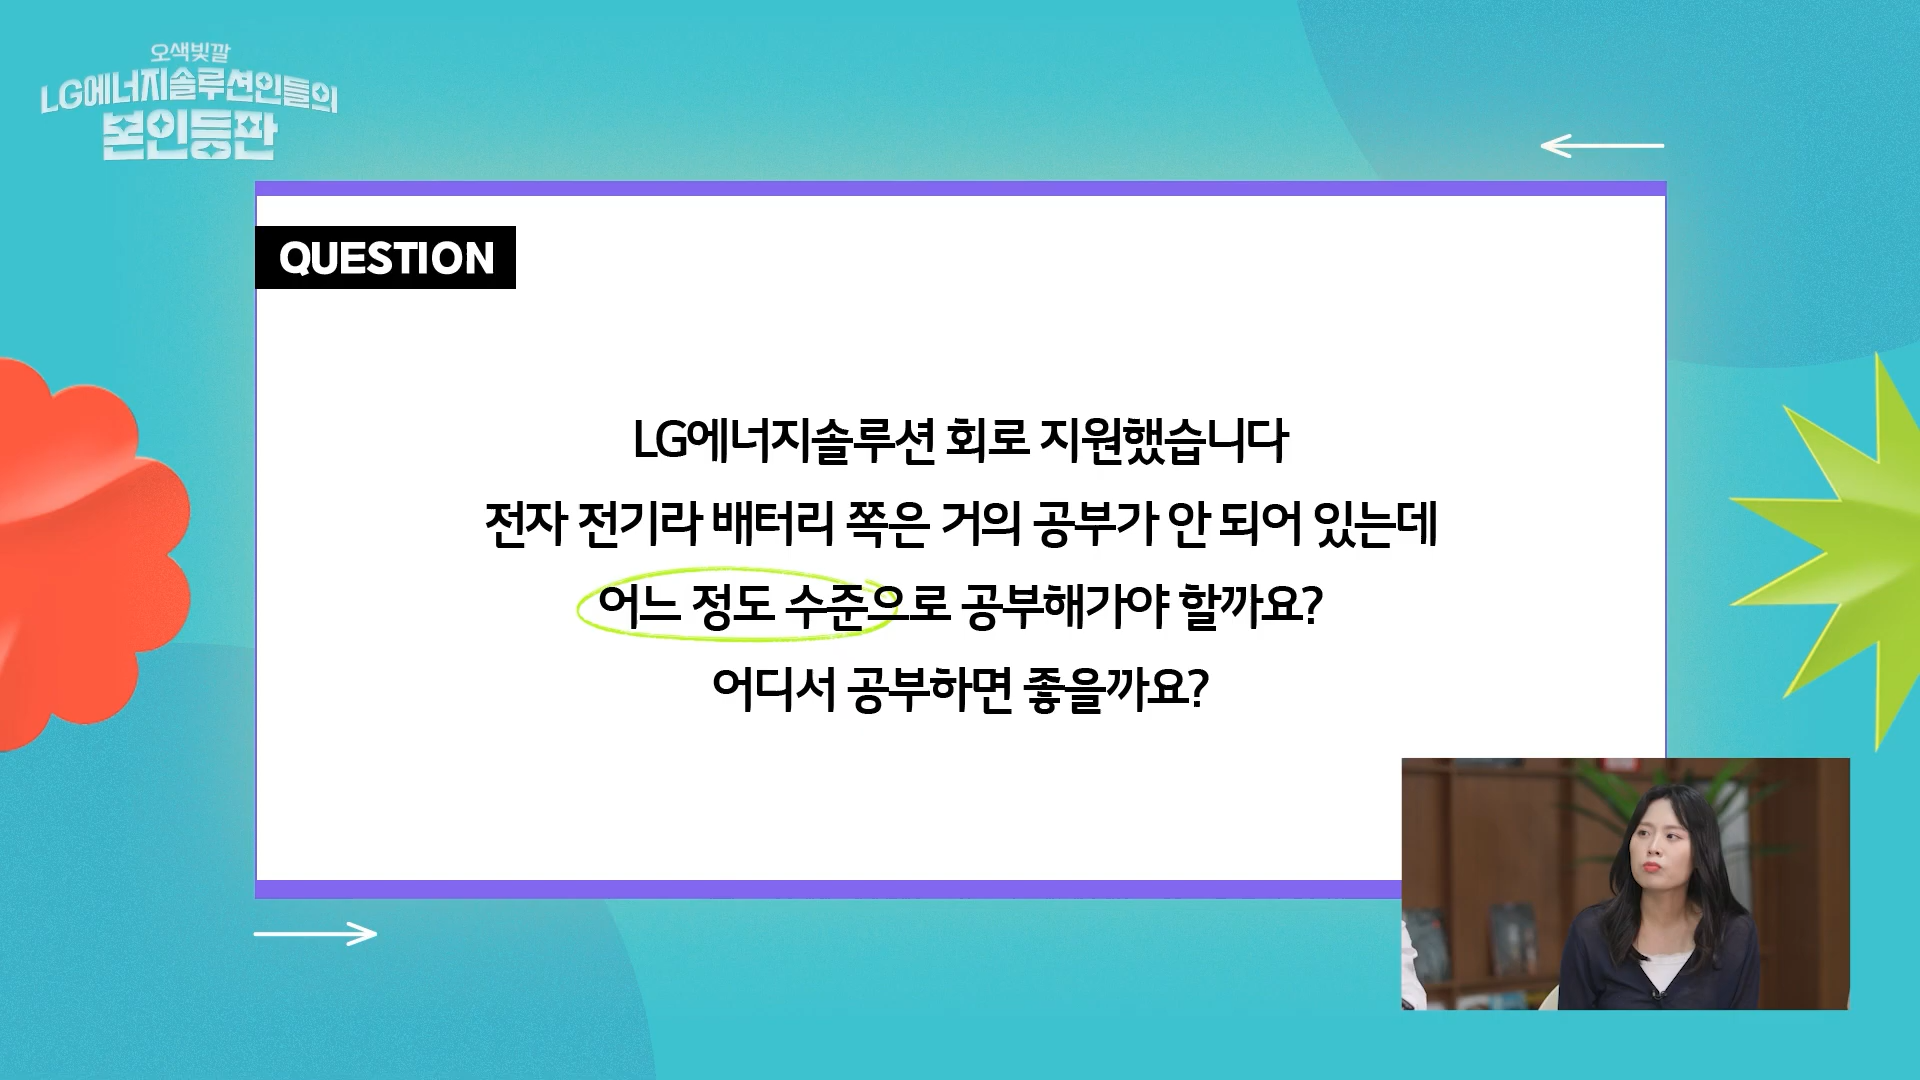 오색빛깔
LG에너지솔루션인들의
본인등판
QUESTION
LG에너지솔루션 회로 지원했습니다
전자 전기라 배터리 쪽은 거의 공부가 안 되어 있는데
어느 정도 수준으로 공부해가야 할까요?
어디서 공부하면 좋을까요?